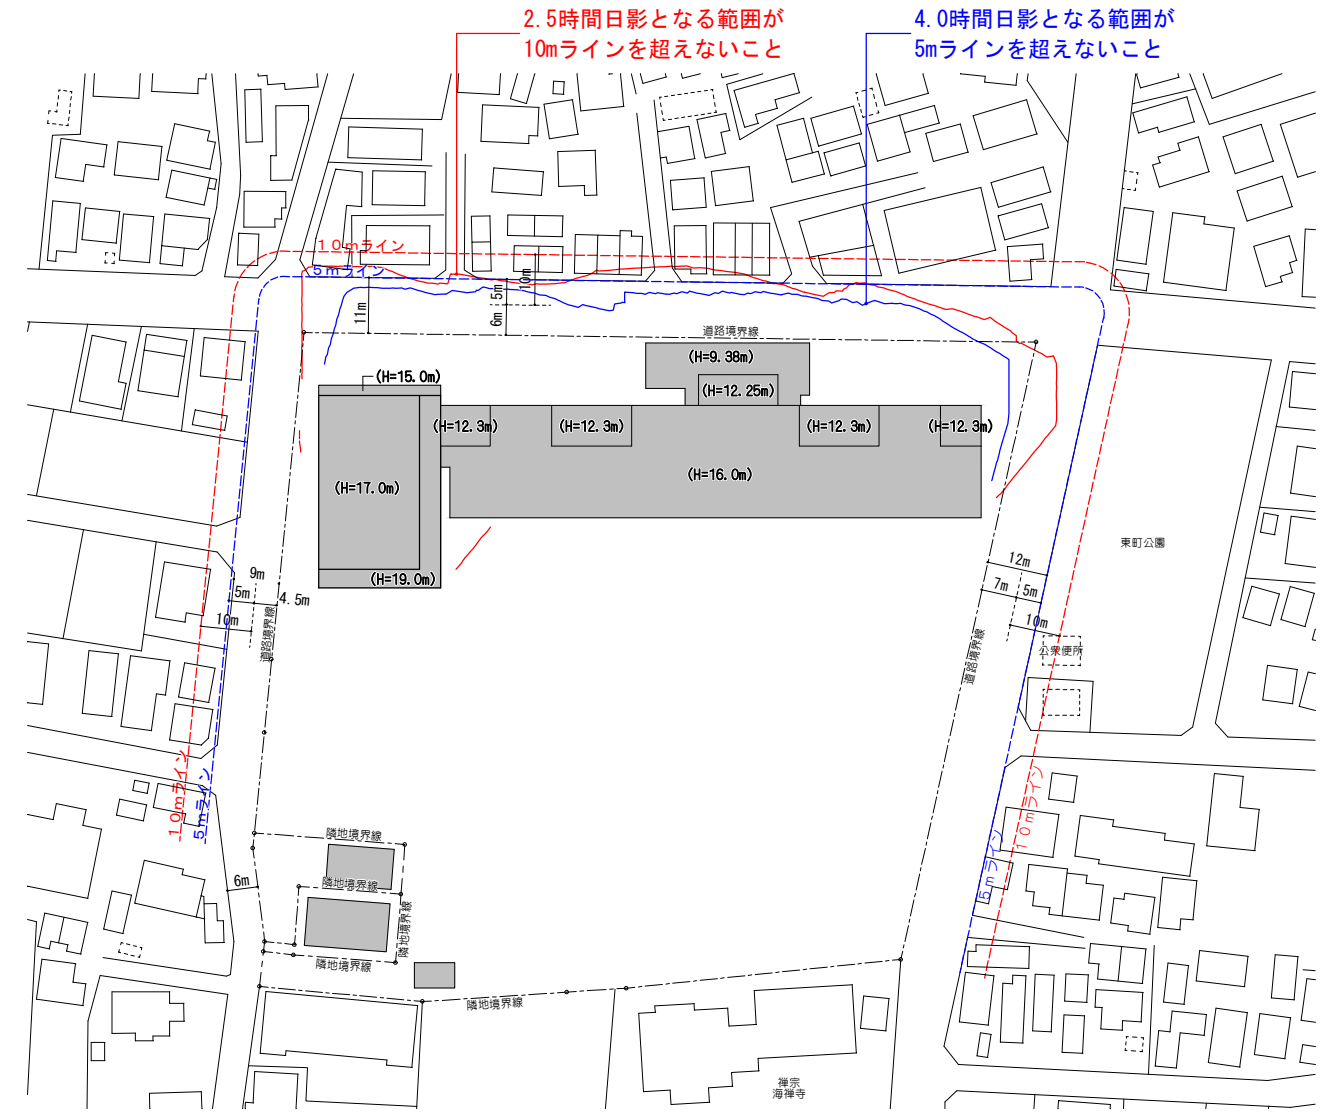 2.5時間日影となる範囲が
10mラインを超えないこと
4.0時間日影となる範囲が
5mラインを超えないこと
10mライン
5mライン
10m
5m
6m
11m
道路境界線
(H=9.38m)
(H=15.0m)
(H=12.25m)
(H=12.3m)
(H=12.3m)
(H=12.3m)
(H=12.3m)
(H=16.0m)
(H=17.0m)
(H=19.0m)
東町公園
12m
7m
5m
10m
9m
5m
4.5m
10m
道路境界線
道路境界線
公衆便所
10mライン
5mライン
10mライン
5mライン
隣地境界線
隣地境界線
隣地境界線
隣地境界線
6m
隣地境界線
禅宗
海禅寺